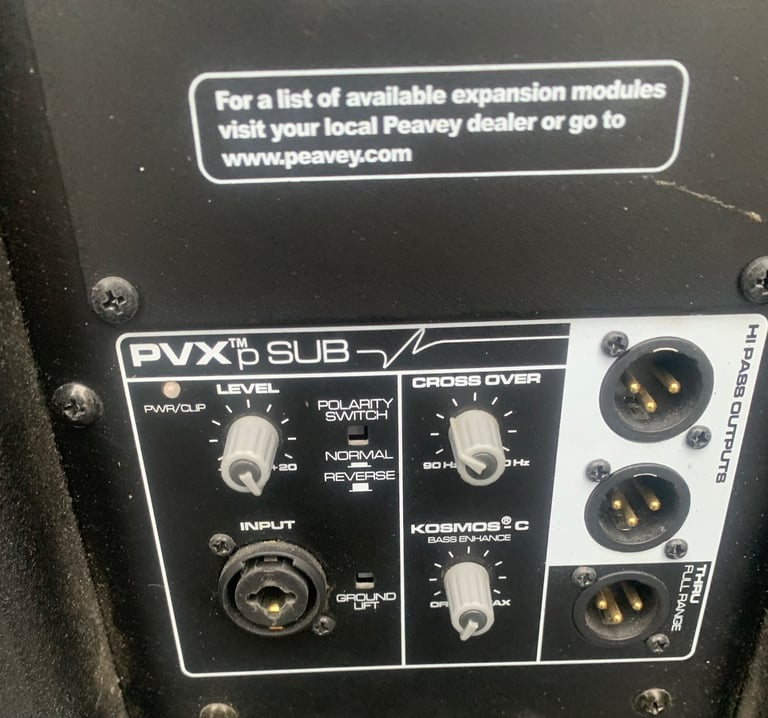 For a list of available expansion modules
visit your local Peavey dealer or go to
www.peavey.com
PVX™p SUB
LEVEL
PWR/CLIP
+20
POLARITY
SWITCH
NORMAL
REVERSE
INPUT
GROUND
LIFT
CROSS OVER
90 Hz
0 Hz
KOSMOS®-C
BASS ENHANCE
HI PASS OUTPUTS
THRU
FULL RANGE